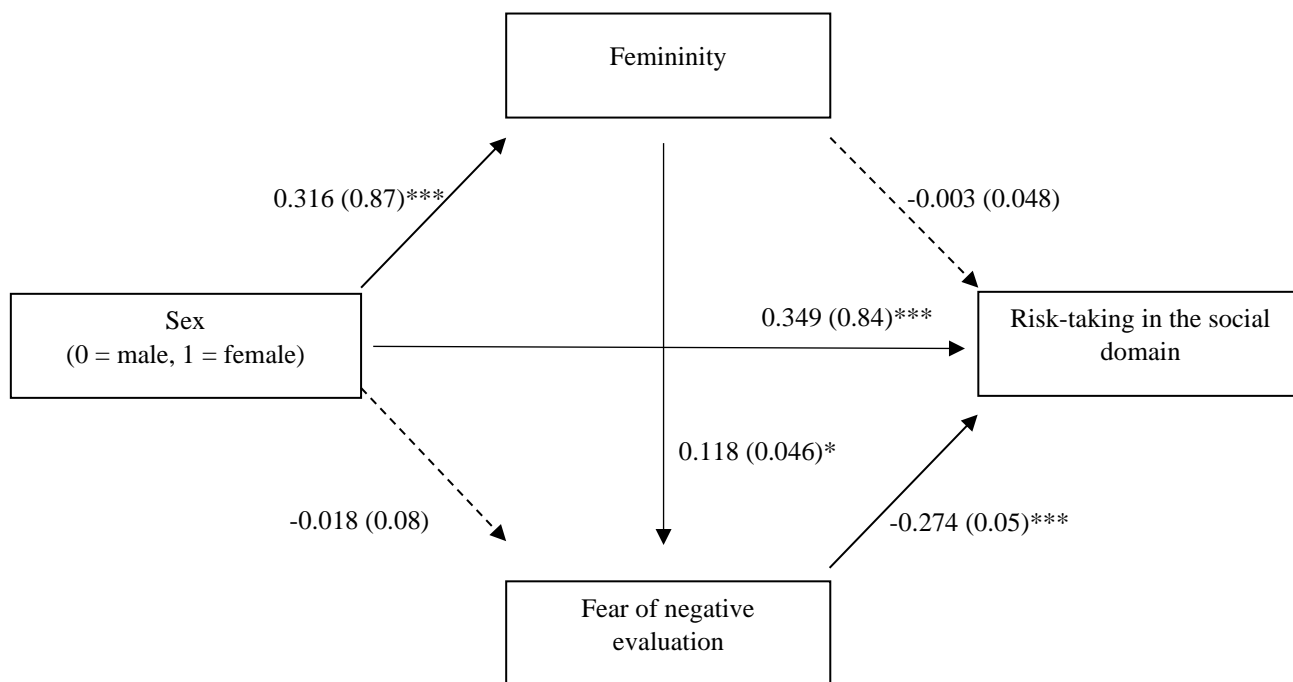 Femininity
0.316 (0.87)***
-0.003 (0.048)
Sex
(0 = male, 1 = female)
0.349 (0.84)***
Risk-taking in the social
domain
0.118 (0.046)*
-0.018 (0.08)
-0.274 (0.05)***
Fear of negative
evaluation